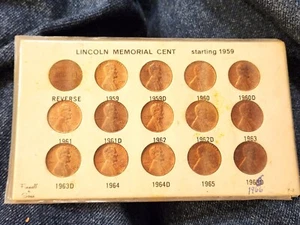 LINCOLN MEMORIAL CENT starting 1959
REVERSE 1959 1959D 1960 1960D
1961 1961D 1962 1962D 1963
1963D 1964 1964D 1965
1966